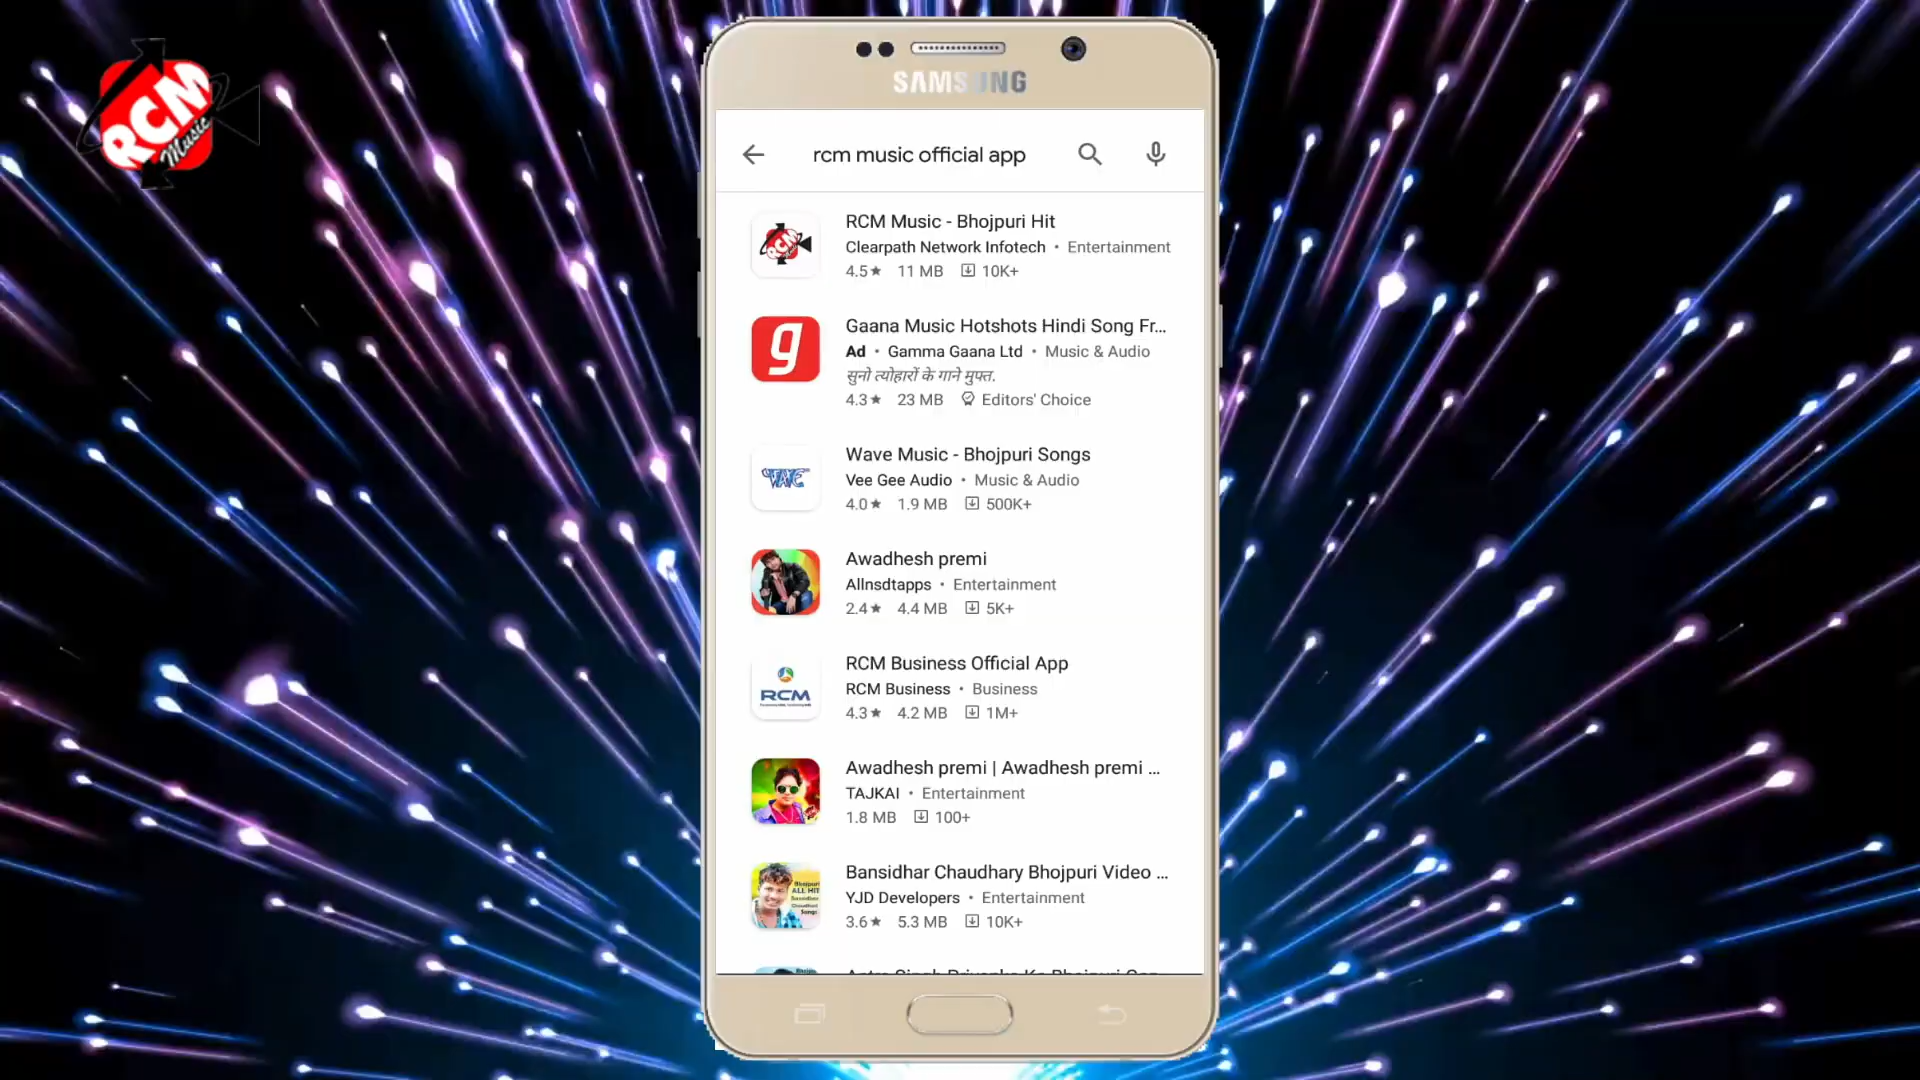 RCM
Music
SAMSUNG
rcm music official app
RCM Music - Bhojpuri Hit
Clearpath Network Infotech • Entertainment
4.5★ 11 MB 10K+
Gaana Music Hotshots Hindi Song Fr...
Ad • Gamma Gaana Ltd • Music & Audio
सुनो त्योहारों के गाने मुफ्त.
4.3★ 23 MB Editors' Choice
WAVE
Wave Music - Bhojpuri Songs
Vee Gee Audio • Music & Audio
4.0★ 1.9 MB 500K+
Awadhesh premi
Allnsdtapps • Entertainment
2.4★ 4.4 MB 5K+
RCM
RCM Business Official App
RCM Business • Business
4.3★ 4.2 MB 1M+
Awadhesh premi | Awadhesh premi ...
TAJKAI • Entertainment
1.8 MB 100+
Bhojpuri
ALL HIT
Songs
Bansidhar Chaudhary Bhojpuri Video ...
YJD Developers • Entertainment
3.6★ 5.3 MB 10K+